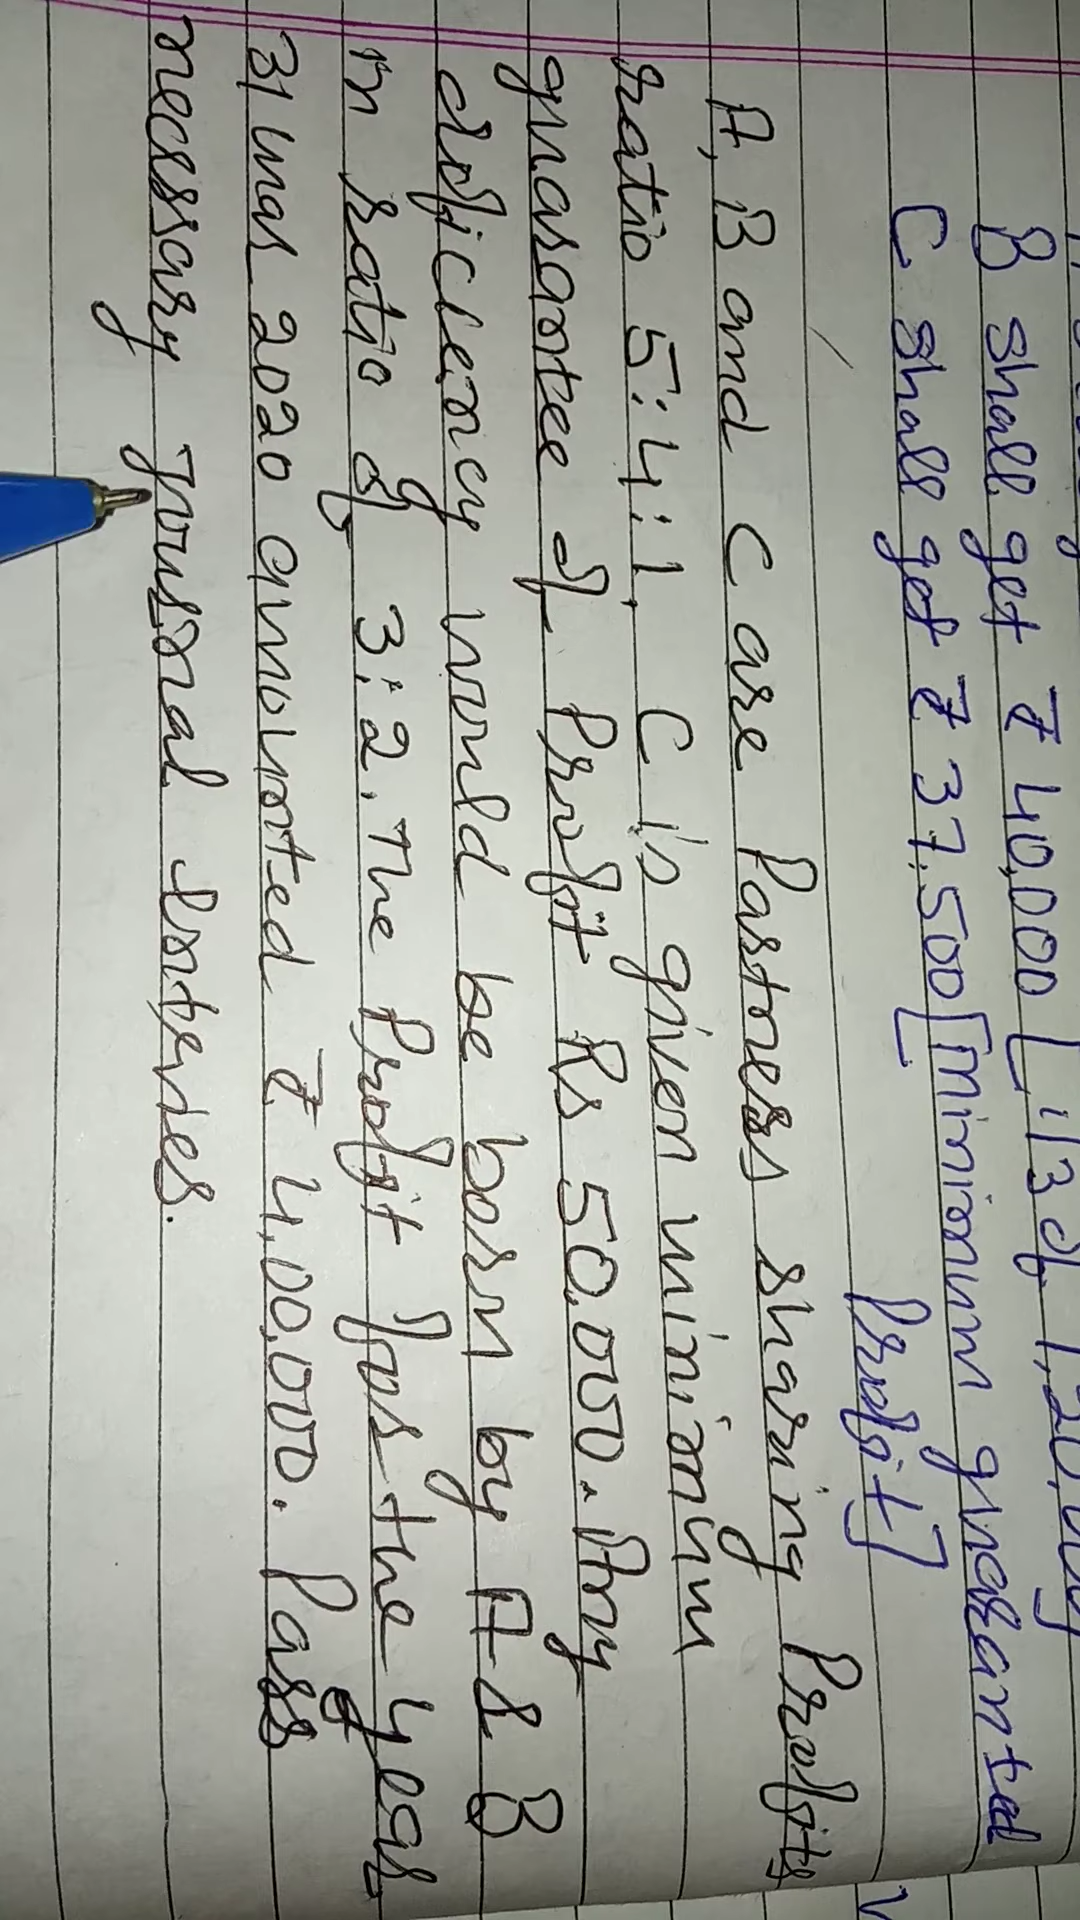 B shall get ₹ 40,000 [1/3 of 1,20,000]
C shall get ₹ 37,500 [Minimum guaranted
Profit]
A, B and C are Partners sharing Profits
ratio 5:4:1. C is given minimum
gnarantee of Profit Rs 50,000. Any
deficiency would be born by A & B
in ratio of 3:2. The Profit for the year
31 mar 2020 amounted ₹ 4,00,000. Pass
necessary Journal Entries.